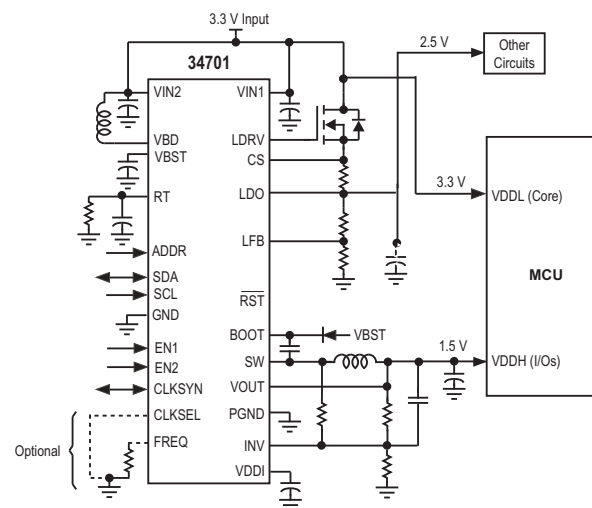 3.3 V Input
34701
2.5 V
Other
Circuits
VIN2
VIN1
VBD
LDRV
VBST
CS
RT
LDO
3.3 V
VDDL (Core)
LFB
ADDR
SDA
SCL
RST
MCU
GND
BOOT
VBST
EN1
SW
1.5 V
VDDH (I/Os)
EN2
VOUT
CLKSYN
CLKSEL
PGND
Optional
FREQ
INV
VDDI